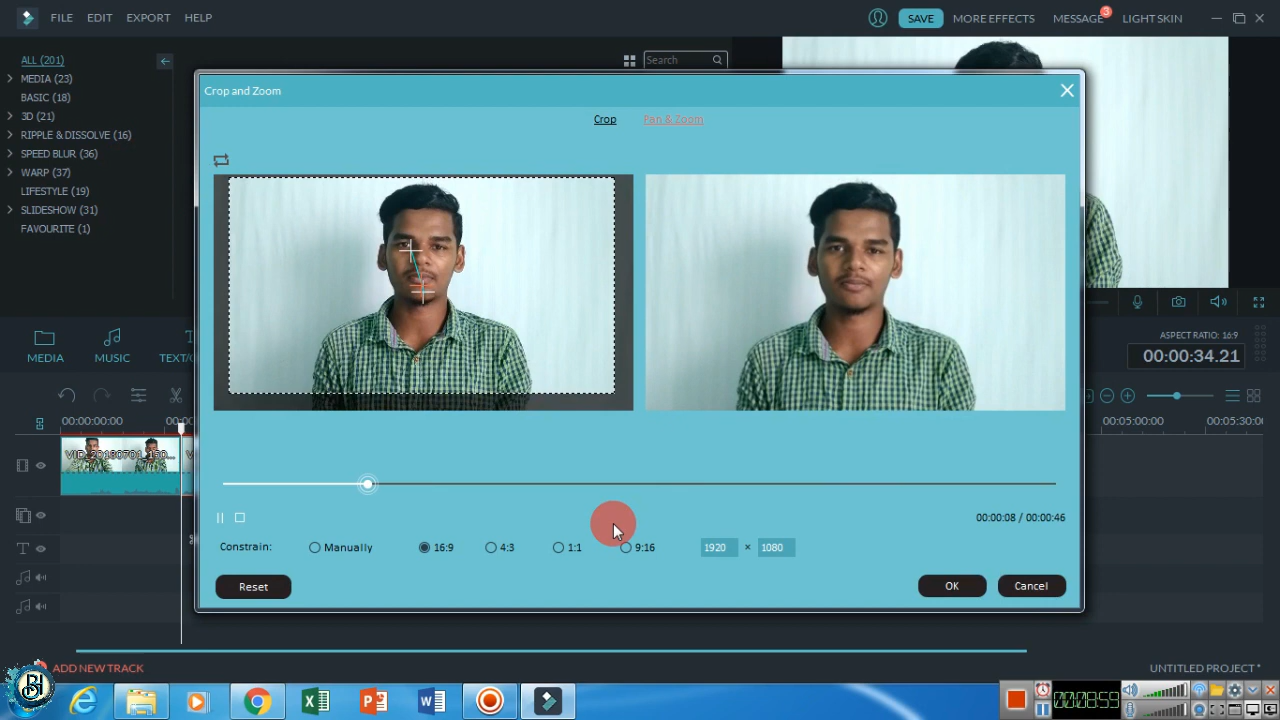 FILE EDIT EXPORT HELP
SAVE MORE EFFECTS MESSAGE 3 LIGHT SKIN
ALL (201)
MEDIA (23)
BASIC (18)
3D (21)
RIPPLE & DISSOLVE (16)
SPEED BLUR (36)
WARP (37)
LIFESTYLE (19)
SLIDESHOW (31)
FAVOURITE (1)
Search
Crop and Zoom
Crop Pan & Zoom
MEDIA MUSIC
ASPECT RATIO: 16:9
00:00:34.21
00:00:00:00
00:05:00:00 00:05:30:0
00:00:08 / 00:00:46
Constrain: Manually 16:9 4:3 1:1 9:16 1920 × 1080
Reset OK Cancel
ADD NEW TRACK
UNTITLED PROJECT *
00:08:59